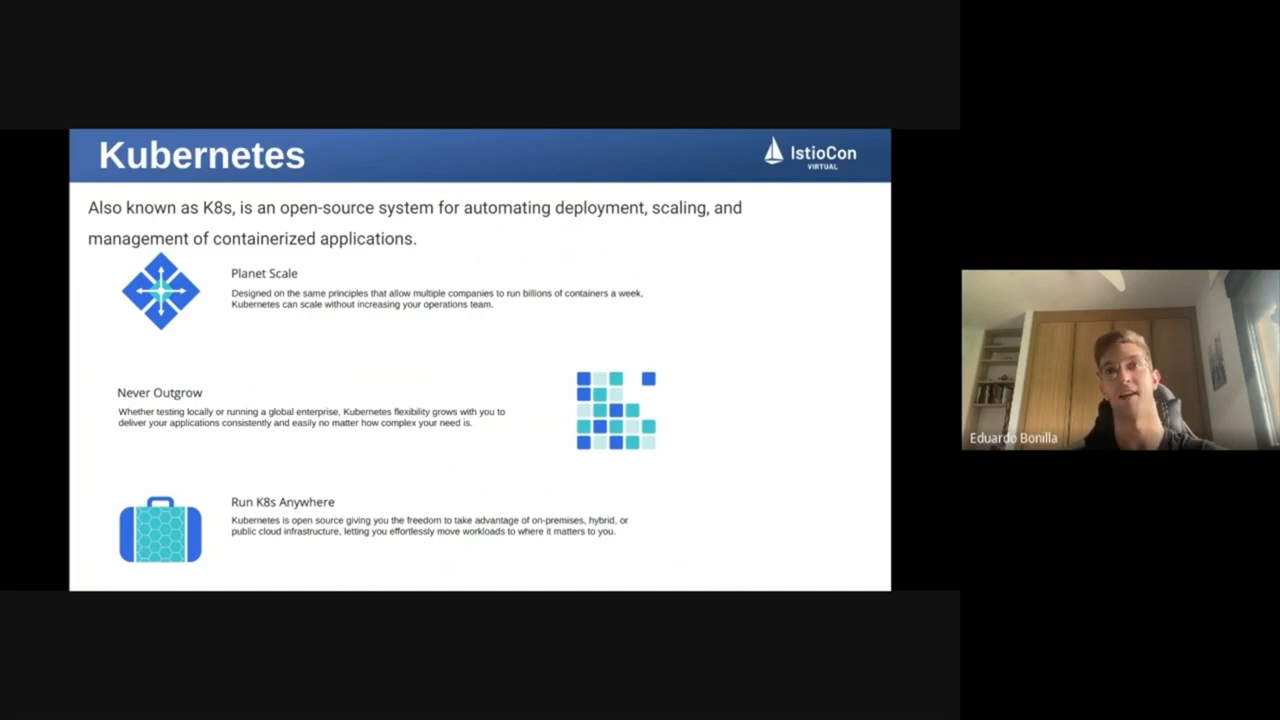 Kubernetes
IstioCon
VIRTUAL
Also known as K8s, is an open-source system for automating deployment, scaling, and
management of containerized applications.
Planet Scale
Designed on the same principles that allow multiple companies to run billions of containers a week,
Kubernetes can scale without increasing your operations team.
Never Outgrow
Whether testing locally or running a global enterprise, Kubernetes flexibility grows with you to
deliver your applications consistently and easily no matter how complex your need is.
Run K8s Anywhere
Kubernetes is open source giving you the freedom to take advantage of on-premises, hybrid, or
public cloud infrastructure, letting you effortlessly move workloads to where it matters to you.
Eduardo Bonilla